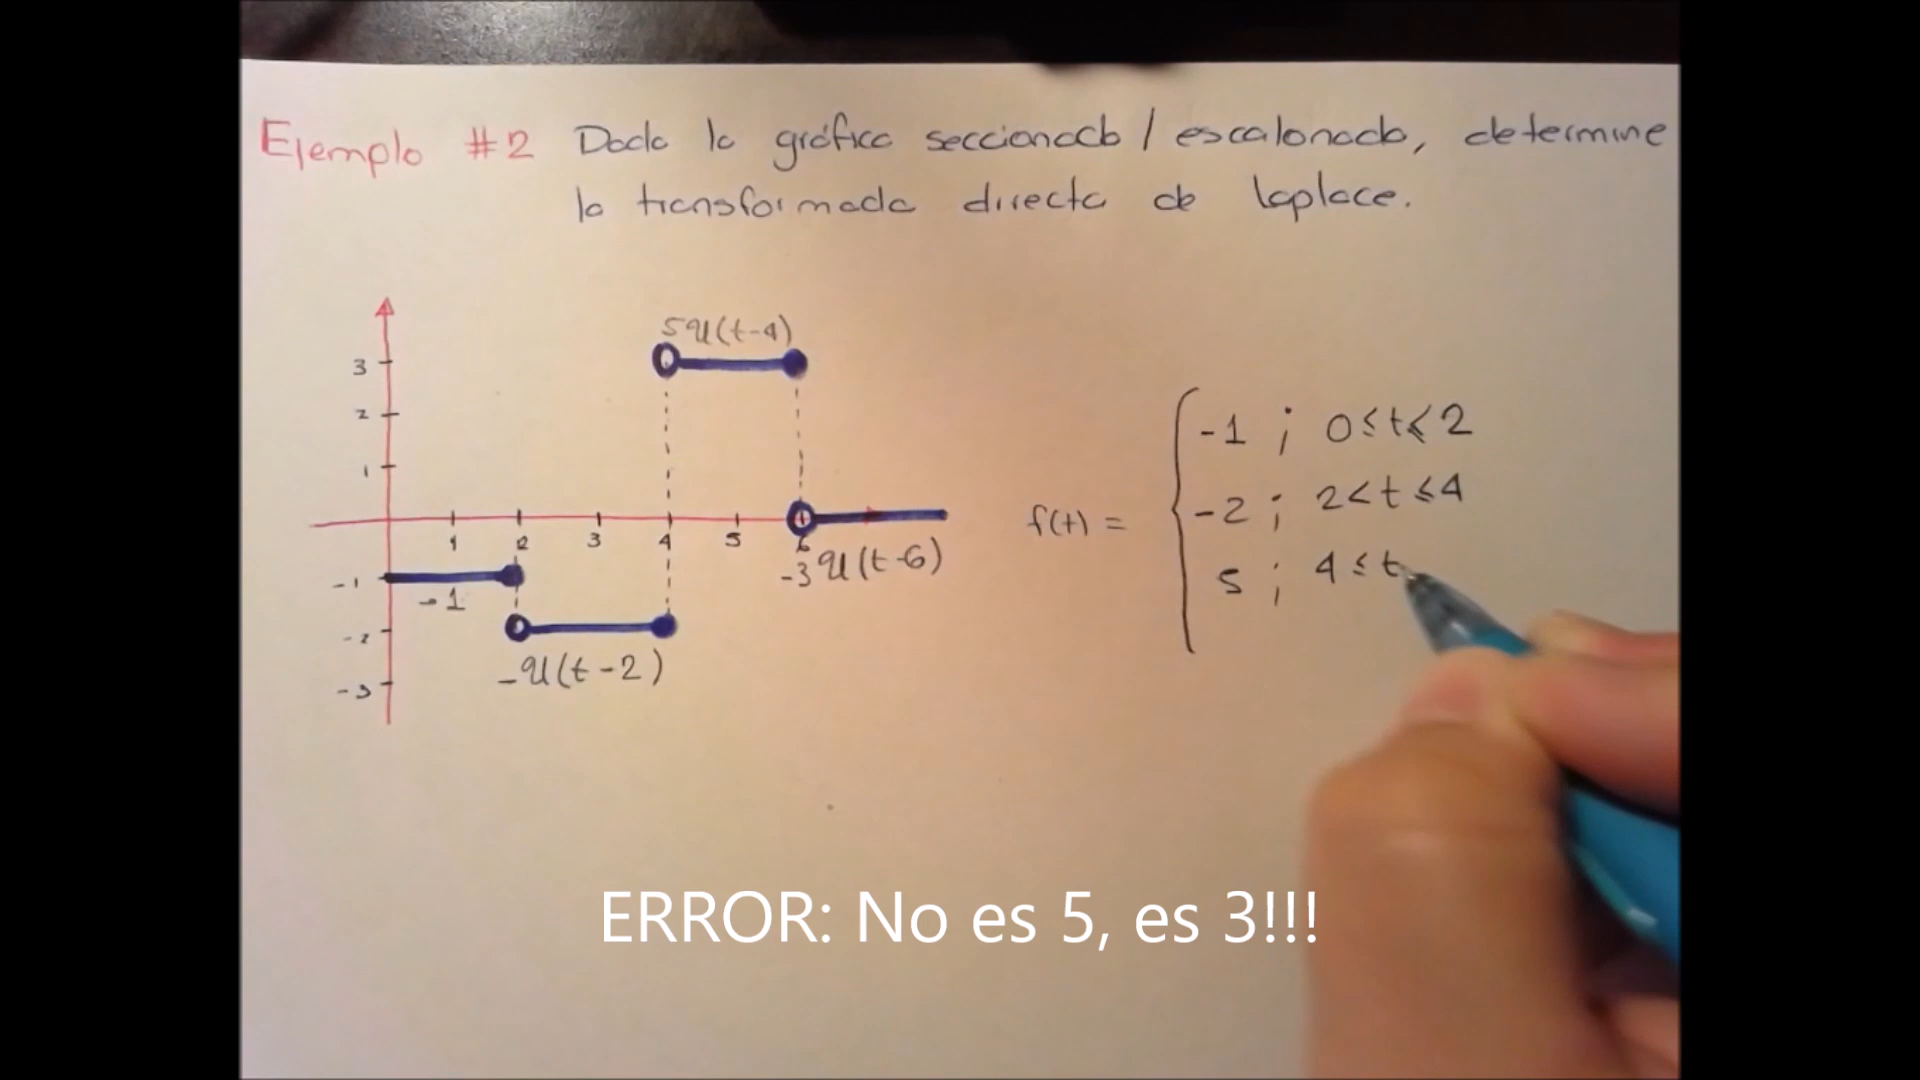 Ejemplo #2 Dada la gráfica seccionada / escalonada, determine
la transformada directa de laplace.
5U(t-4)
3
2
1
1 2 3 4 5 6
-1
-1
-2
-3
-U(t-2)
-3U(t-6)
f(t) =
-1 ; 0≤t≤2
-2 ; 2<t≤4
5 ; 4≤t
ERROR: No es 5, es 3!!!